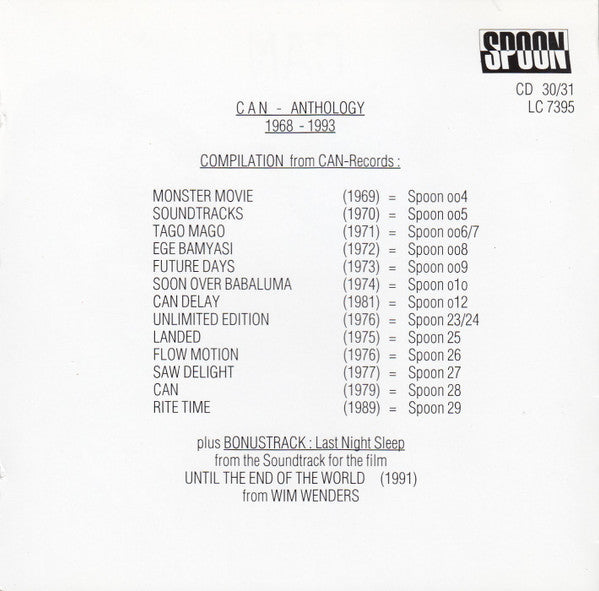 SPOON
CD 30/31
LC 7395
CAN - ANTHOLOGY
1968 - 1993
COMPILATION from CAN-Records :
MONSTER MOVIE (1969) = Spoon oo4
SOUNDTRACKS (1970) = Spoon oo5
TAGO MAGO (1971) = Spoon oo6/7
EGE BAMYASI (1972) = Spoon oo8
FUTURE DAYS (1973) = Spoon oo9
SOON OVER BABALUMA (1974) = Spoon o1o
CAN DELAY (1981) = Spoon o12
UNLIMITED EDITION (1976) = Spoon 23/24
LANDED (1975) = Spoon 25
FLOW MOTION (1976) = Spoon 26
SAW DELIGHT (1977) = Spoon 27
CAN (1979) = Spoon 28
RITE TIME (1989) = Spoon 29
plus BONUSTRACK : Last Night Sleep
from the Soundtrack for the film
UNTIL THE END OF THE WORLD (1991)
from WIM WENDERS